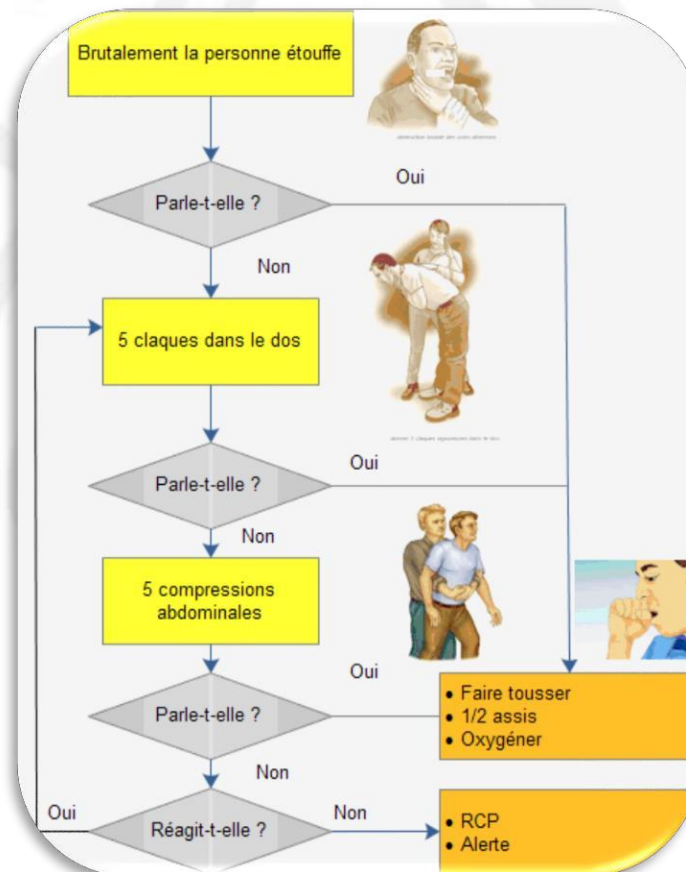 Brutalement la personne étouffe
Oui
Parle-t-elle ?
Non
5 claques dans le dos
Oui
Parle-t-elle ?
Non
5 compressions
abdominales
Oui
Parle-t-elle ?
• Faire tousser
• 1/2 assis
• Oxygéner
Non
Oui
Réagit-t-elle ?
Non
• RCP
• Alerte